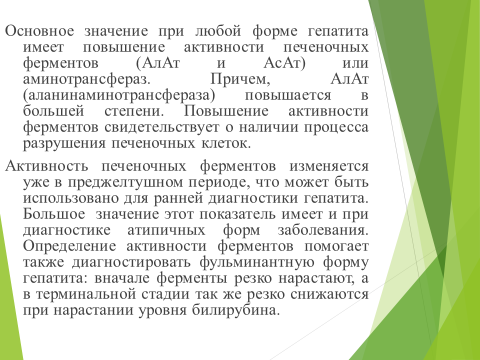 Основное значение при любой форме гепатита
имеет повышение активности печеночных
ферментов (АлАт и АсАт) или
аминотрансфераз. Причем, АлАт
(аланинаминотрансфераза) повышается в
большей степени. Повышение активности
ферментов свидетельствует о наличии процесса
разрушения печеночных клеток.
Активность печеночных ферментов изменяется
уже в преджелтушном периоде, что может быть
использовано для ранней диагностики гепатита.
Большое значение этот показатель имеет и при
диагностике атипичных форм заболевания.
Определение активности ферментов помогает
также диагностировать фульминантную форму
гепатита: вначале ферменты резко нарастают, а
в терминальной стадии так же резко снижаются
при нарастании уровня билирубина.